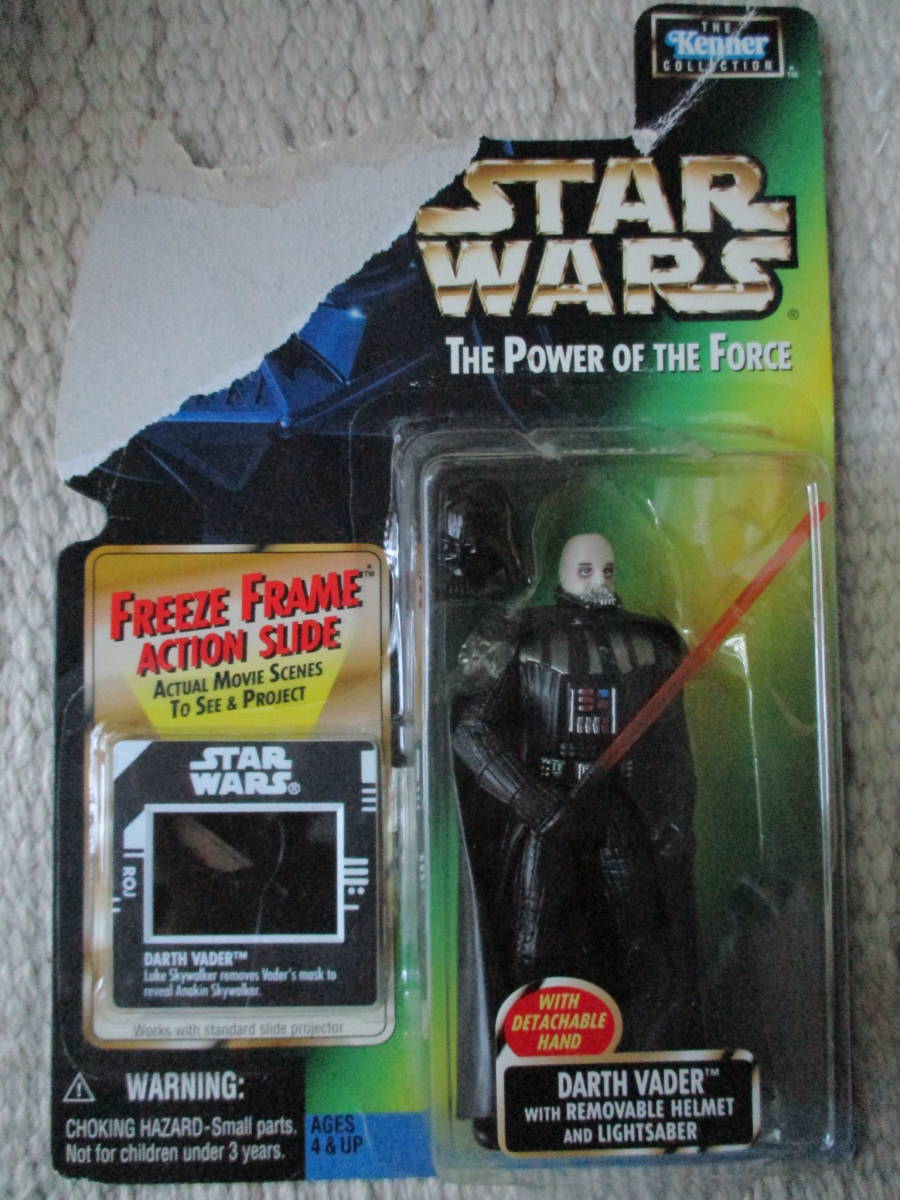 THE
Kenner
COLLECTION™
STAR
WARS®
THE POWER OF THE FORCE
FREEZE FRAME™
ACTION SLIDE
ACTUAL MOVIE SCENES
TO SEE & PROJECT
STAR
WARS®
ROJ
DARTH VADER™
Luke Skywalker removes Vader's mask to
reveal Anakin Skywalker.
Works with standard slide projector
WARNING:
CHOKING HAZARD-Small parts.
Not for children under 3 years.
AGES
4 & UP
WITH
DETACHABLE
HAND
DARTH VADER™
WITH REMOVABLE HELMET
AND LIGHTSABER